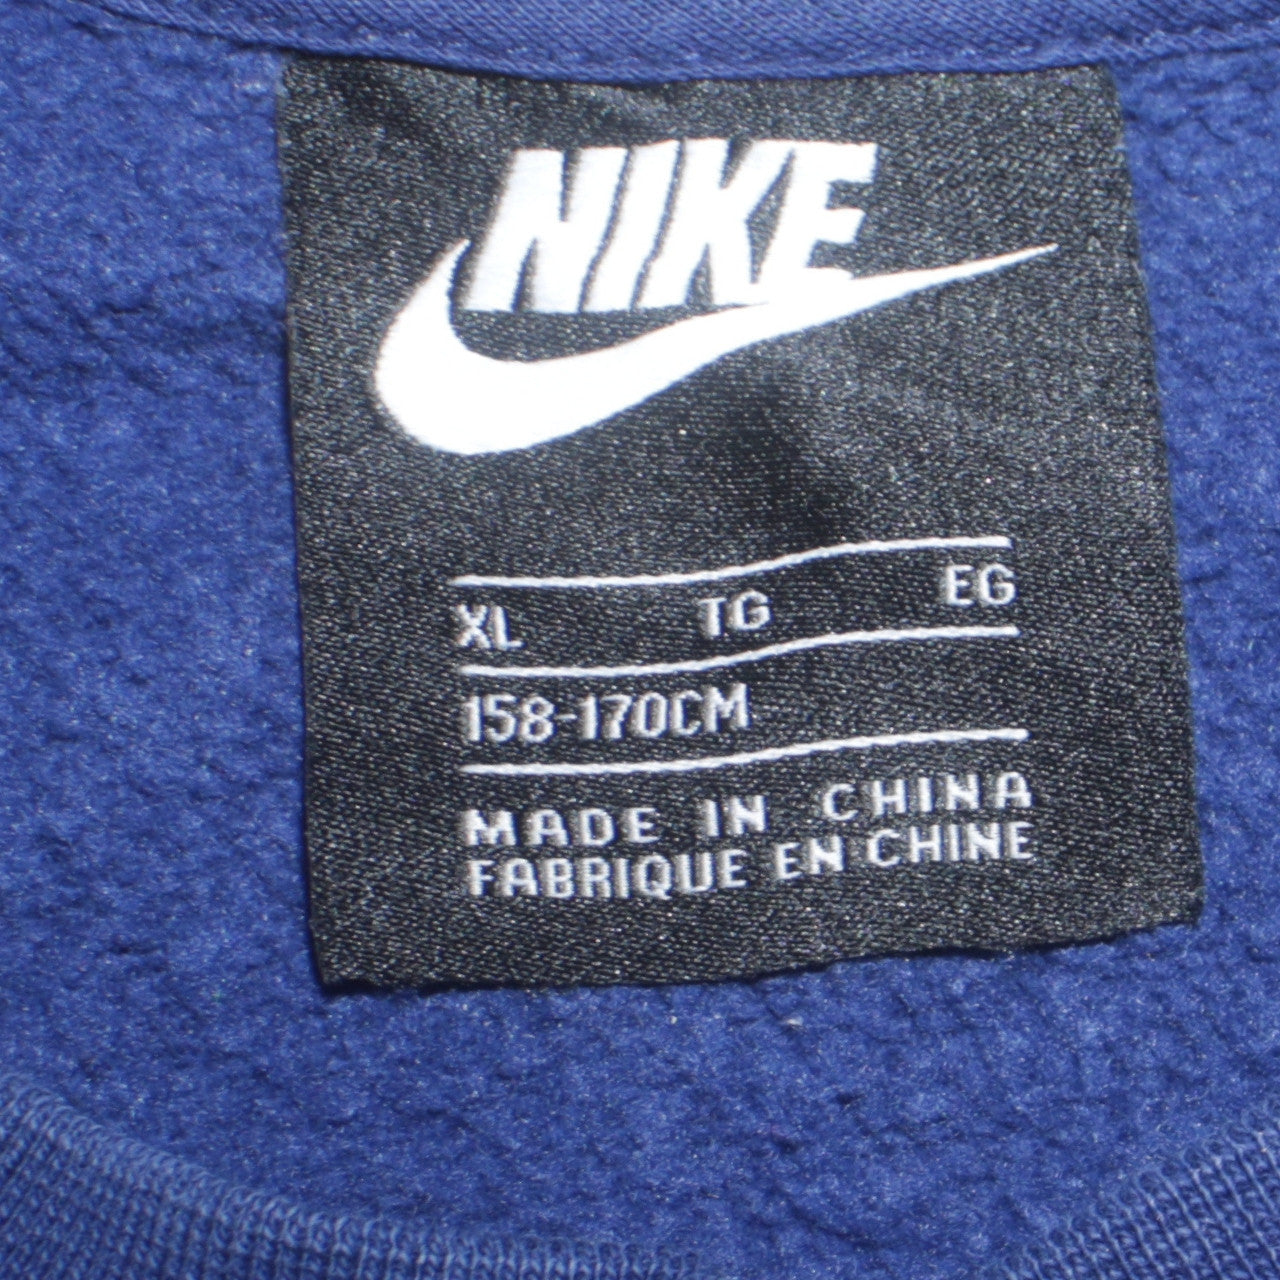 NIKE
XL TG EG
158-170CM
MADE IN CHINA
FABRIQUE EN CHINE